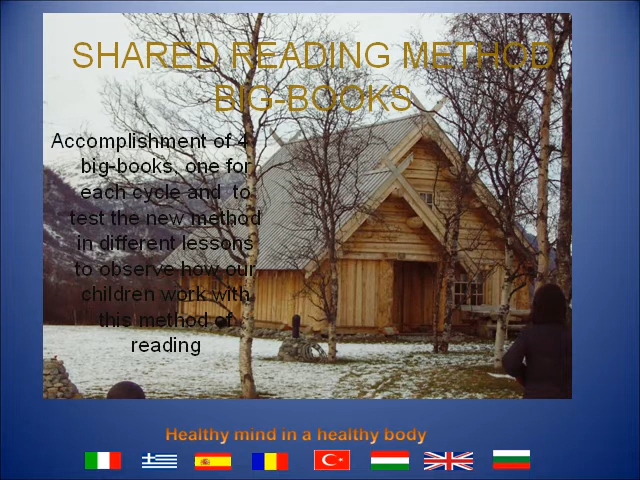 SHARED READING METHOD
BIG-BOOKS
Accomplishment of 4
big-books, one for
each cycle and to
test the new method
in different lessons
to observe how our
children work with
this method of
reading
Healthy mind in a healthy body